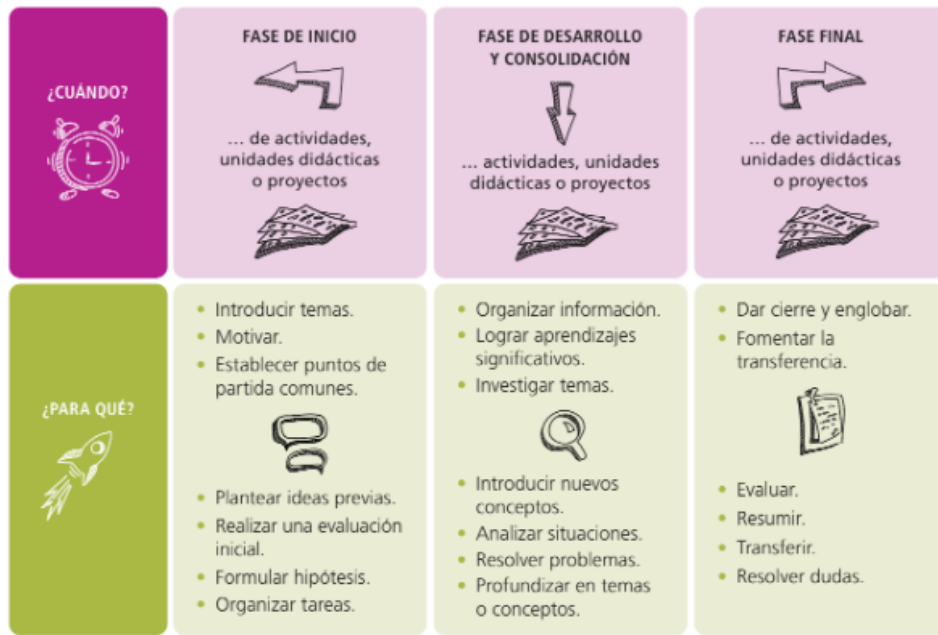 ¿CUÁNDO?
FASE DE INICIO
... de actividades,
unidades didácticas
o proyectos
FASE DE DESARROLLO
Y CONSOLIDACIÓN
... actividades, unidades
didácticas o proyectos
FASE FINAL
... de actividades,
unidades didácticas
o proyectos
¿PARA QUÉ?
• Introducir temas.
• Motivar.
• Establecer puntos de
partida comunes.
• Plantear ideas previas.
• Realizar una evaluación
inicial.
• Formular hipótesis.
• Organizar tareas.
• Organizar información.
• Lograr aprendizajes
significativos.
• Investigar temas.
• Introducir nuevos
conceptos.
• Analizar situaciones.
• Resolver problemas.
• Profundizar en temas
o conceptos.
• Dar cierre y englobar.
• Fomentar la
transferencia.
• Evaluar.
• Resumir.
• Transferir.
• Resolver dudas.